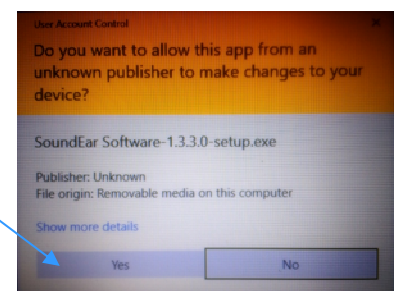 User Account Control
Do you want to allow this app from an
unknown publisher to make changes to your
device?
SoundEar Software-1.3.3.0-setup.exe
Publisher: Unknown
File origin: Removable media on this computer
Show more details
Yes
No